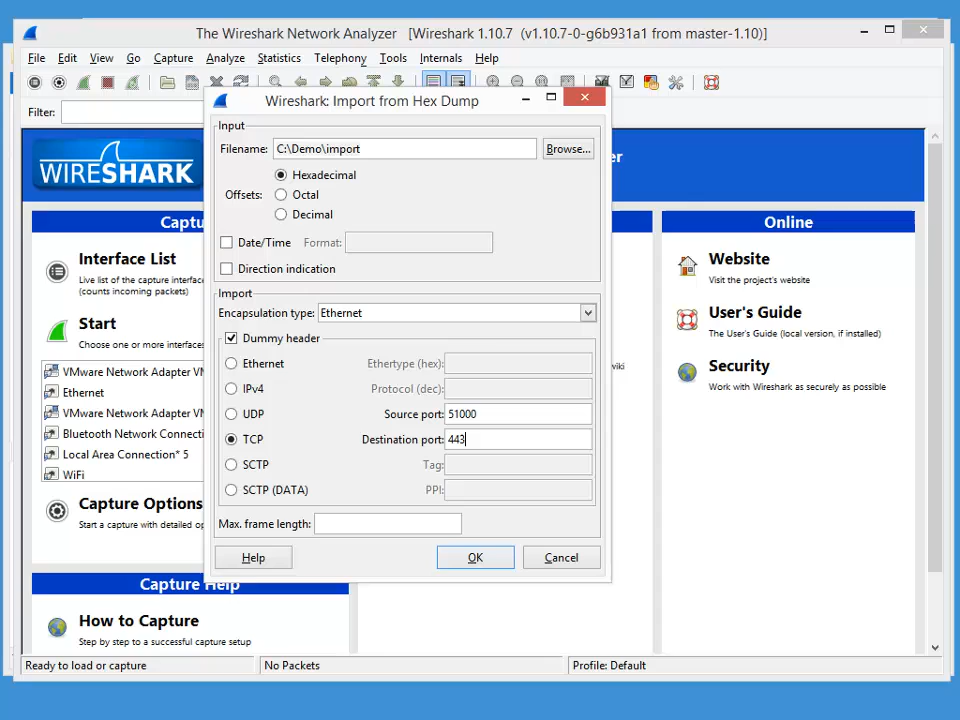 The Wireshark Network Analyzer [Wireshark 1.10.7 (v1.10.7-0-g6b931a1 from master-1.10)]
File Edit View Go Capture Analyze Statistics Telephony Tools Internals Help
Filter:
Wireshark: Import from Hex Dump
Input
Filename: C:\Demo\import Browse...
Offsets:
Hexadecimal
Octal
Decimal
Date/Time Format:
Direction indication
Import
Encapsulation type: Ethernet
Dummy header
Ethernet Ethertype (hex):
IPv4 Protocol (dec):
UDP Source port: 51000
TCP Destination port: 443
SCTP Tag:
SCTP (DATA) PPI:
Max. frame length:
Help OK Cancel
WIRESHARK
er
Captu
Interface List
Live list of the capture interface
(counts incoming packets)
Start
Choose one or more interfaces
VMware Network Adapter VM
Ethernet
VMware Network Adapter VM
Bluetooth Network Connecti
Local Area Connection* 5
WiFi
Capture Options
Start a capture with detailed op
Capture Help
How to Capture
Step by step to a successful capture setup
wiki
Online
Website
Visit the project's website
User's Guide
The User's Guide (local version, if installed)
Security
Work with Wireshark as securely as possible
Ready to load or capture No Packets Profile: Default